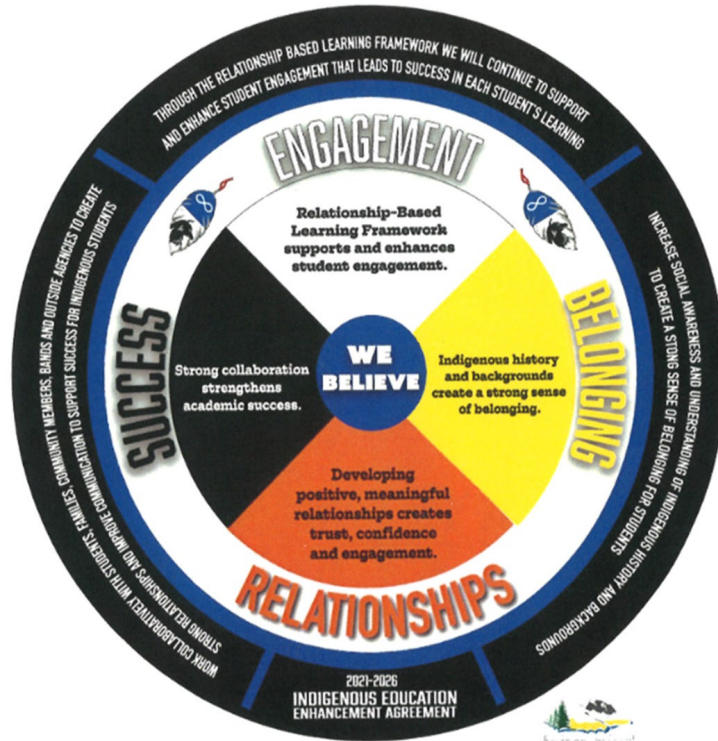 THROUGH THE RELATIONSHIP BASED LEARNING FRAMEWORK WE WILL CONTINUE TO SUPPORT
AND ENHANCE STUDENT ENGAGEMENT THAT LEADS TO SUCCESS IN EACH STUDENT'S LEARNING
ENGAGEMENT
Relationship-Based
Learning Framework
supports and enhances
student engagement.
INCREASE SOCIAL AWARENESS AND UNDERSTANDING OF INDIGENOUS HISTORY AND BACKGROUNDS
TO CREATE A STONG SENSE OF BELONGING FOR STUDENTS
BELONGING
Indigenous history
and backgrounds
create a strong sense
of belonging.
WE
BELIEVE
SUCCESS
Strong collaboration
strengthens
academic success.
WORK COLLABORATIVELY WITH STUDENTS, FAMILIES, COMMUNITY MEMBERS, BANDS AND OUTSIDE AGENCIES TO CREATE
STRONG RELATIONSHIPS AND IMPROVE COMMUNICATION TO SUPPORT SUCCESS FOR INDIGENOUS STUDENTS
Developing
positive, meaningful
relationships creates
trust, confidence
and engagement.
RELATIONSHIPS
2021-2026
INDIGENOUS EDUCATION
ENHANCEMENT AGREEMENT